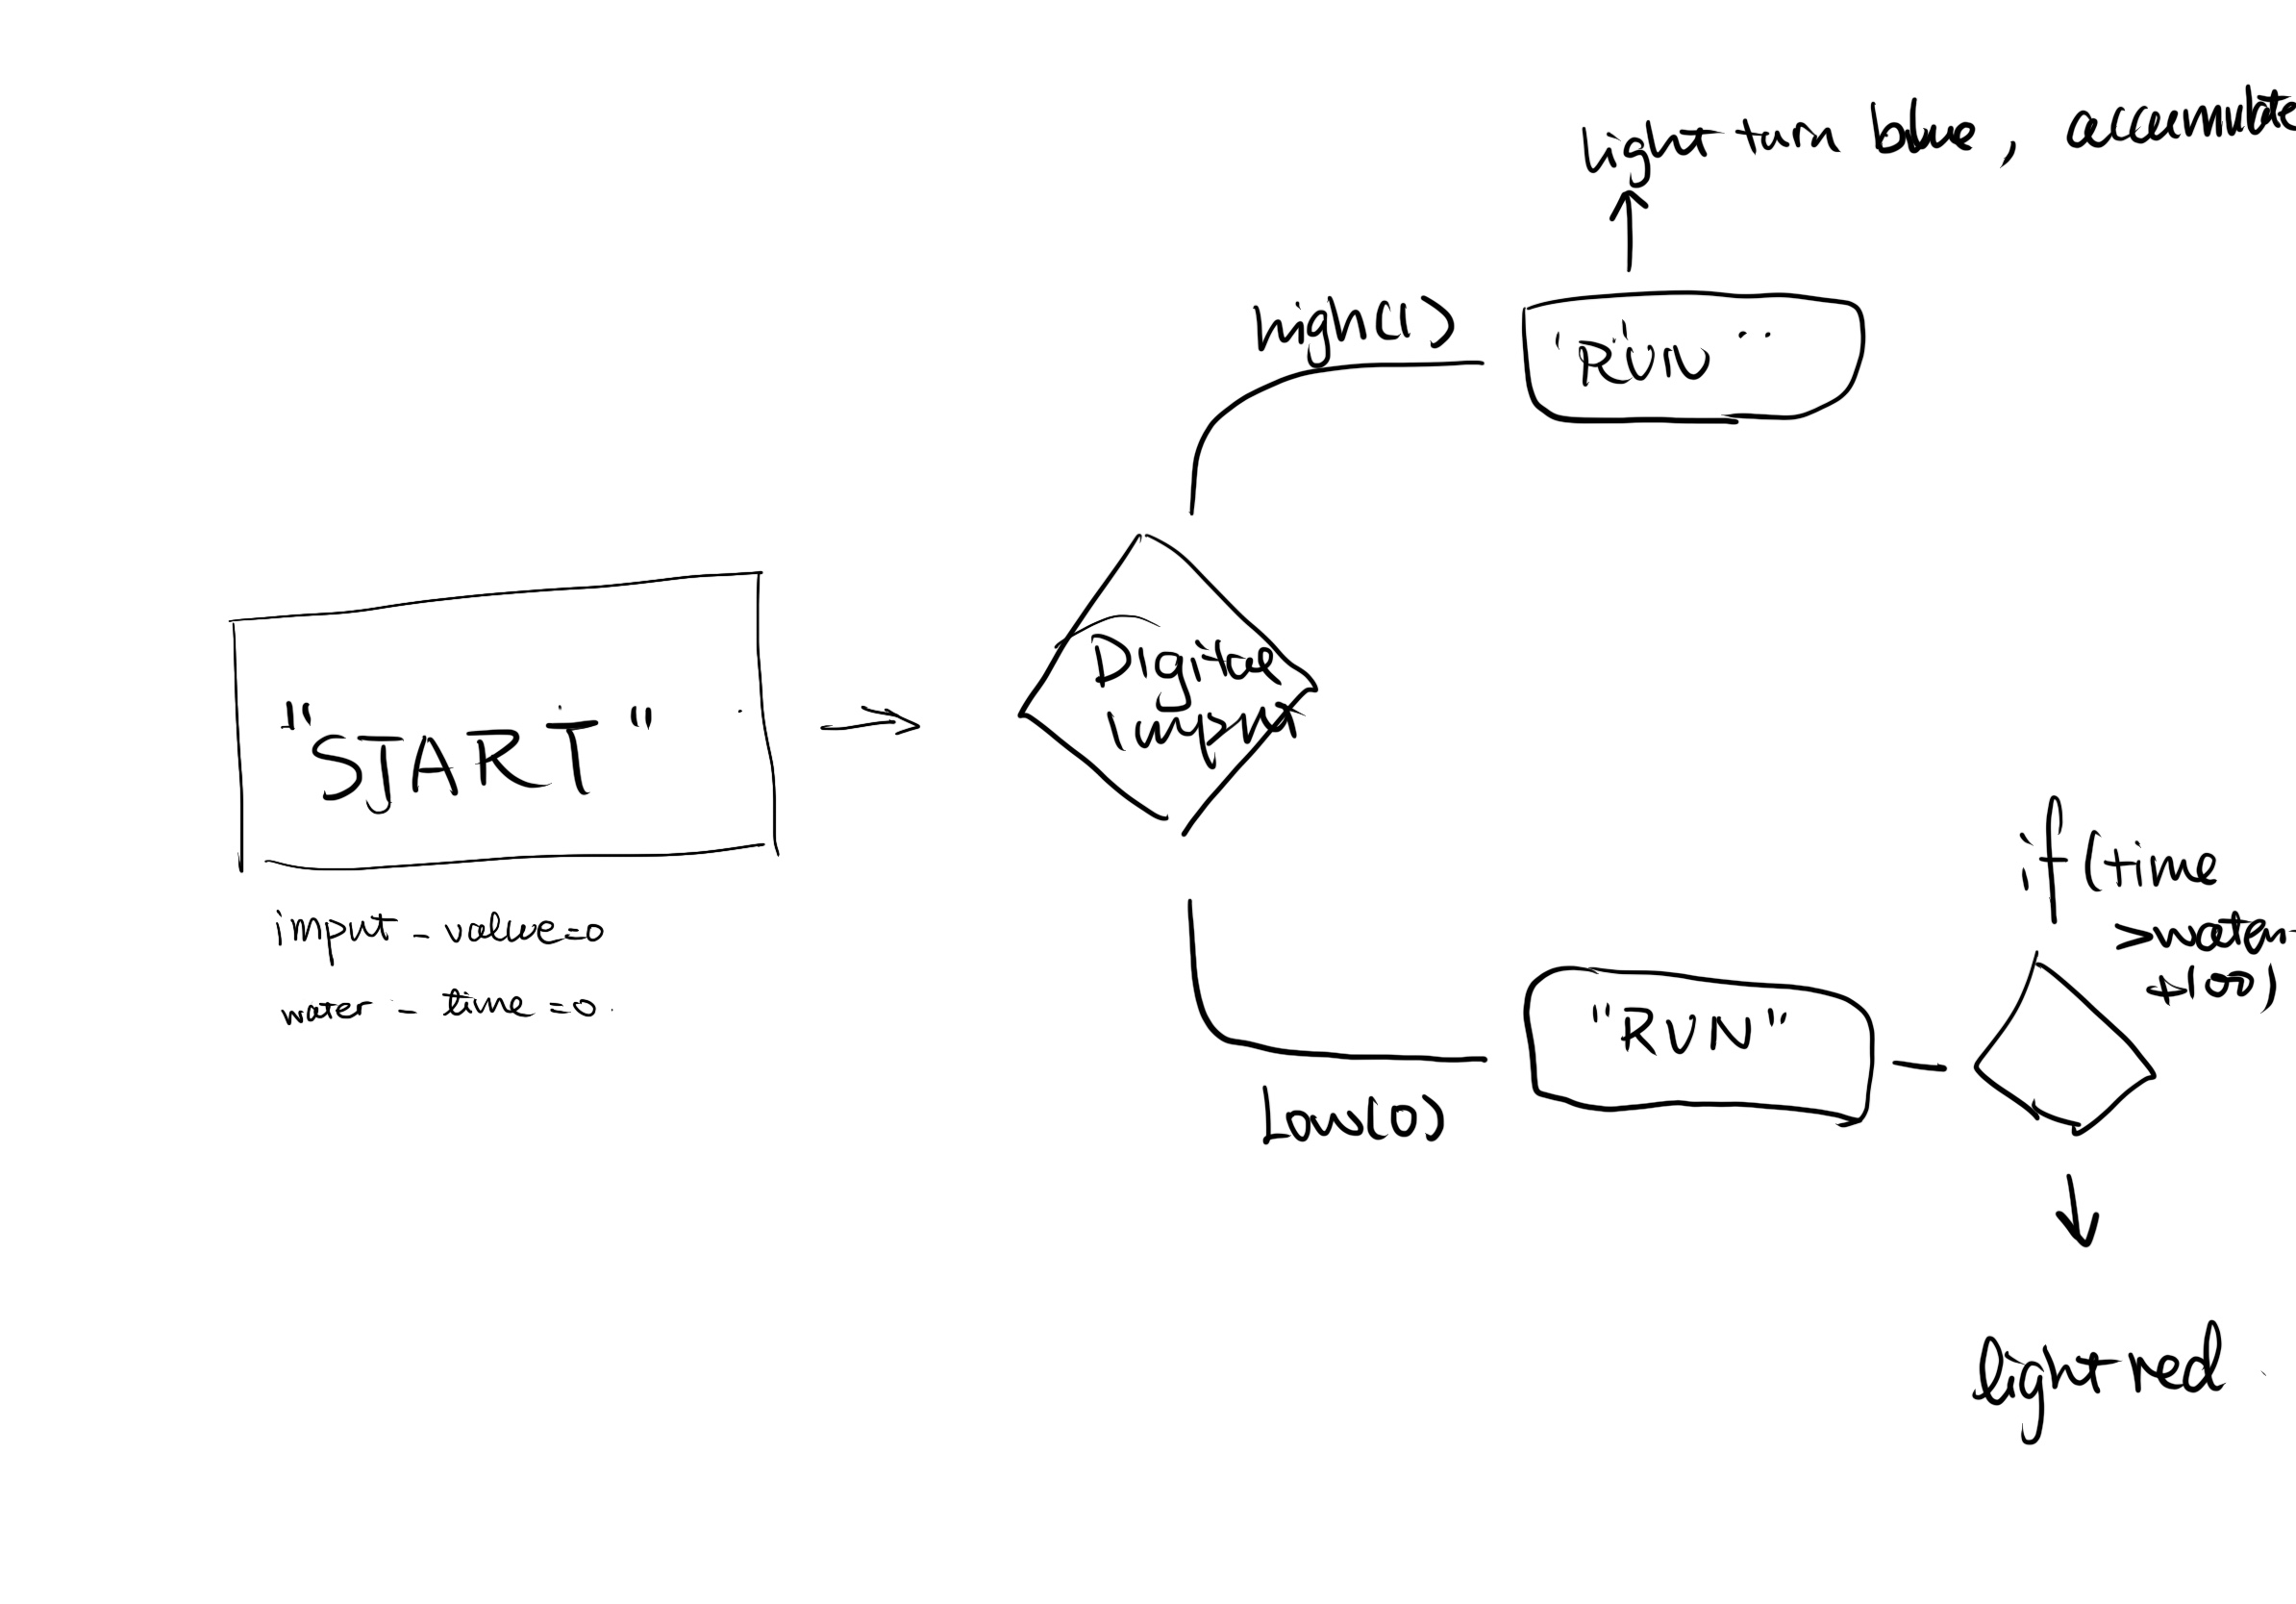 light turn blue, accumulate
high(1)
"RUN"
Digital
"START"
input_value=0
water_time=0.
if(time
>water-
+100)
"RUN"
Low(0)
light red.